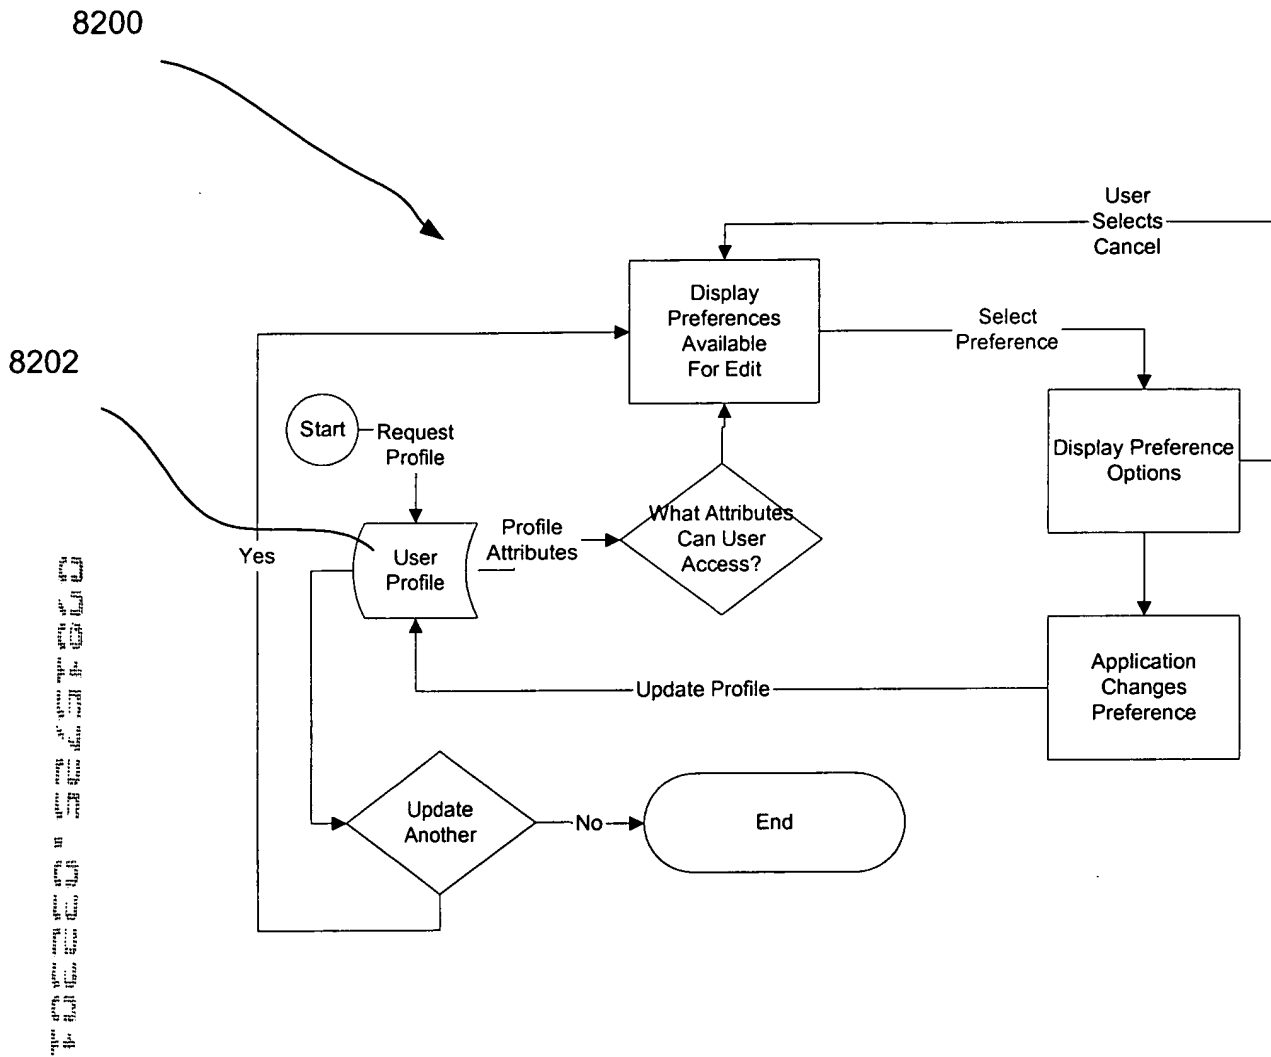 8200
User
Selects
Cancel
Display
Preferences
Available
For Edit
Select
Preference
8202
Start
Request
Profile
Display Preference
Options
Yes
User
Profile
Profile
Attributes
What Attributes
Can User
Access?
Application
Changes
Preference
Update Profile
Update
Another
No
End